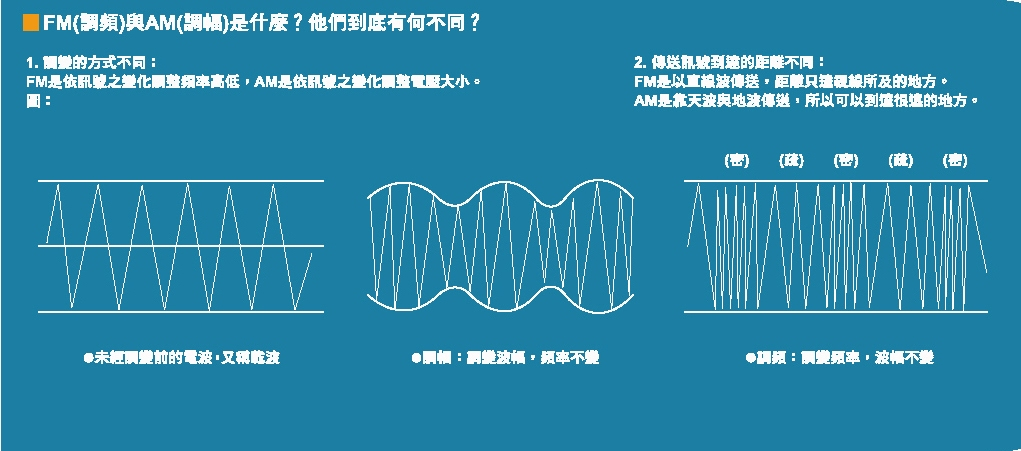 FM(調頻)與AM(調幅)是什麼？他們到底有何不同？
1. 調變的方式不同：
FM是依訊號之變化調整頻率高低，AM是依訊號之變化調整電壓大小。
圖：
2. 傳送訊號到達的距離不同：
FM是以直線波傳送，距離只達視線所及的地方。
AM是靠天波與地波傳送，所以可以到達很遠的地方。
(密) (疏) (密) (疏) (密)
●未經調變前的電波，又稱載波
●調幅：調變波幅，頻率不變
●調頻：調變頻率，波幅不變